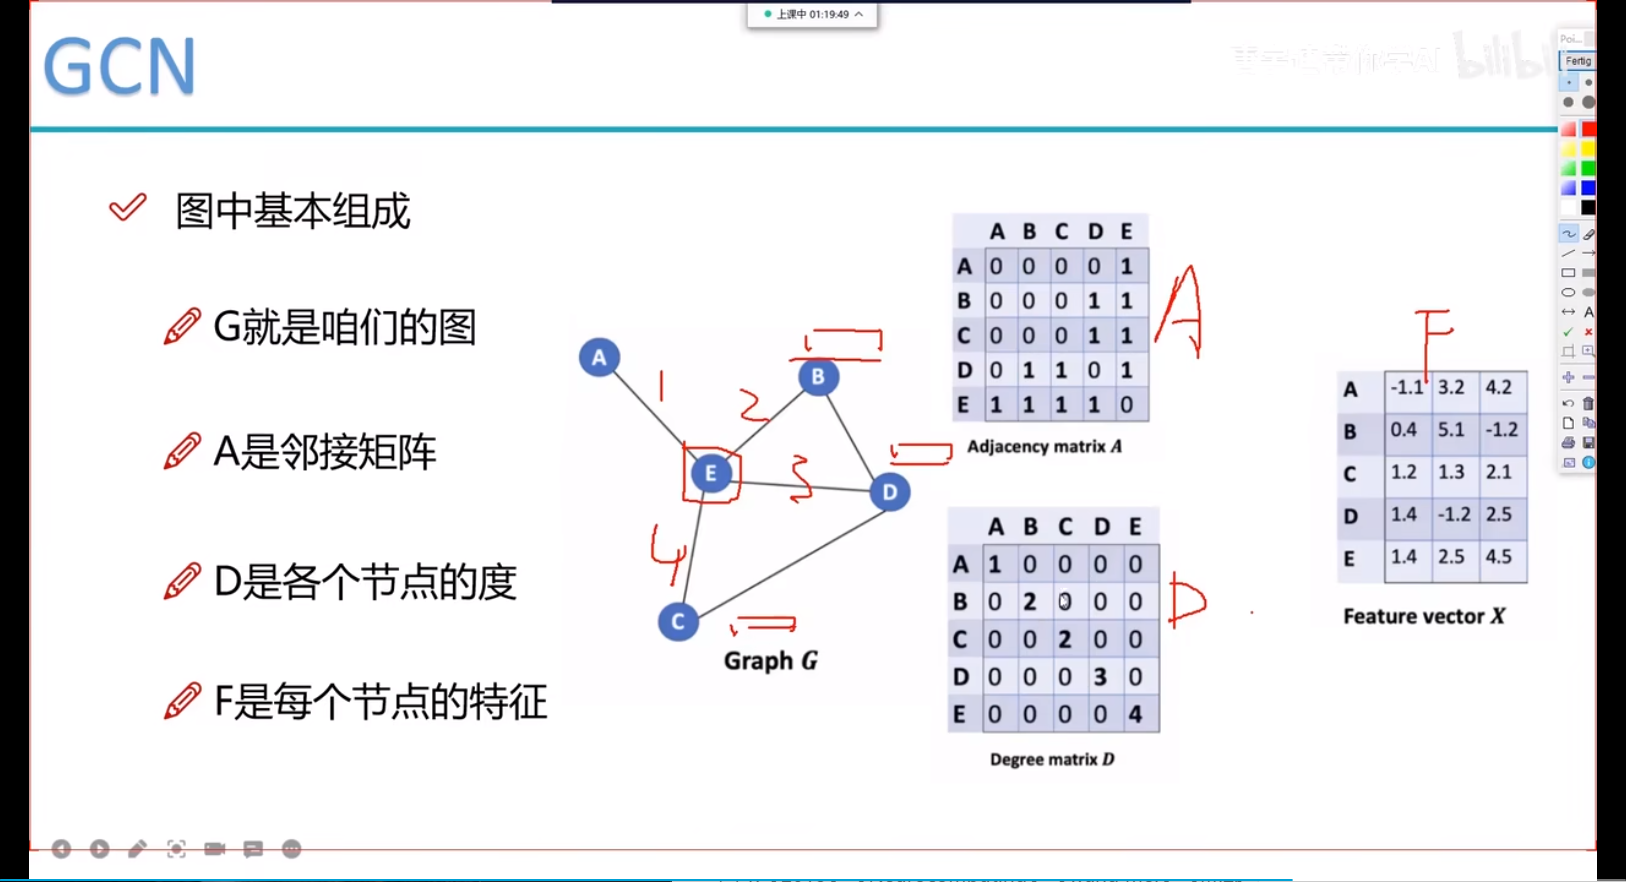 上课中 01:19:49
GCN
bilibili
Fertig
图中基本组成
G就是咱们的图
A是邻接矩阵
D是各个节点的度
F是每个节点的特征
A
B
E
D
C
1
2
3
4
Graph G
A B C D E
A 0 0 0 0 1
B 0 0 0 1 1
C 0 0 0 1 1
D 0 1 1 0 1
E 1 1 1 1 0
Adjacency matrix A
A
A B C D E
A 1 0 0 0 0
B 0 2 0 0 0
C 0 0 2 0 0
D 0 0 0 3 0
E 0 0 0 0 4
Degree matrix D
D
F
A -1.1 3.2 4.2
B 0.4 5.1 -1.2
C 1.2 1.3 2.1
D 1.4 -1.2 2.5
E 1.4 2.5 4.5
Feature vector X